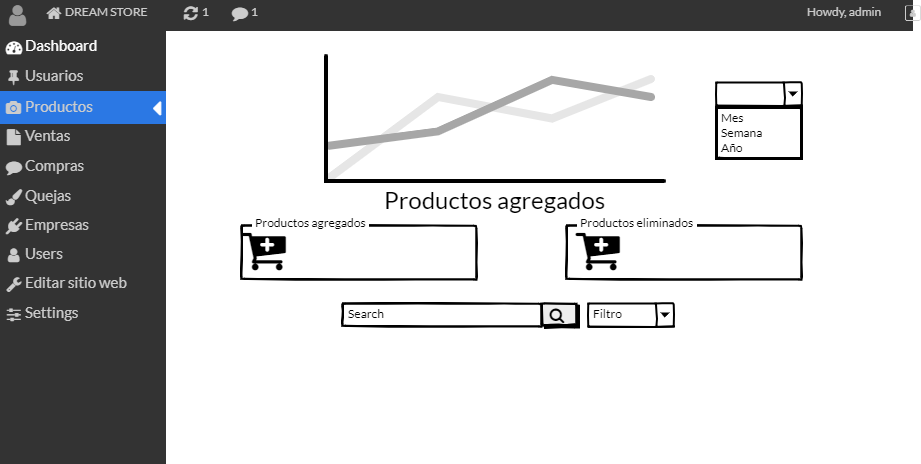 DREAM STORE 1 1 Howdy, admin
Dashboard
Usuarios
Productos
Ventas
Compras
Quejas
Empresas
Users
Editar sitio web
Settings
Mes
Semana
Año
Productos agregados
Productos agregados
Productos eliminados
Search
Filtro